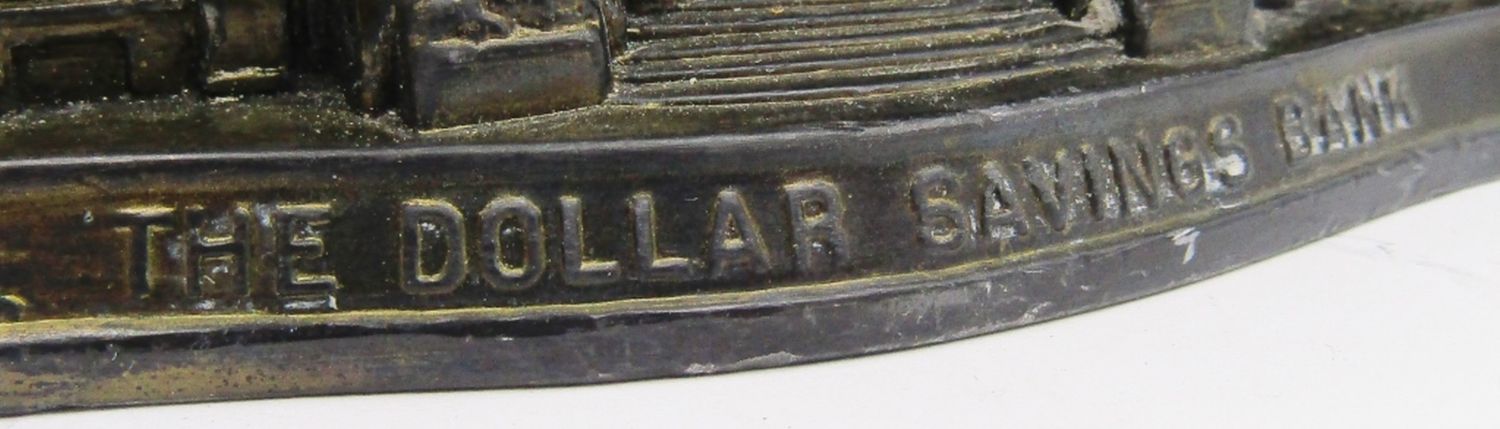 THE DOLLAR SAVINGS BANK